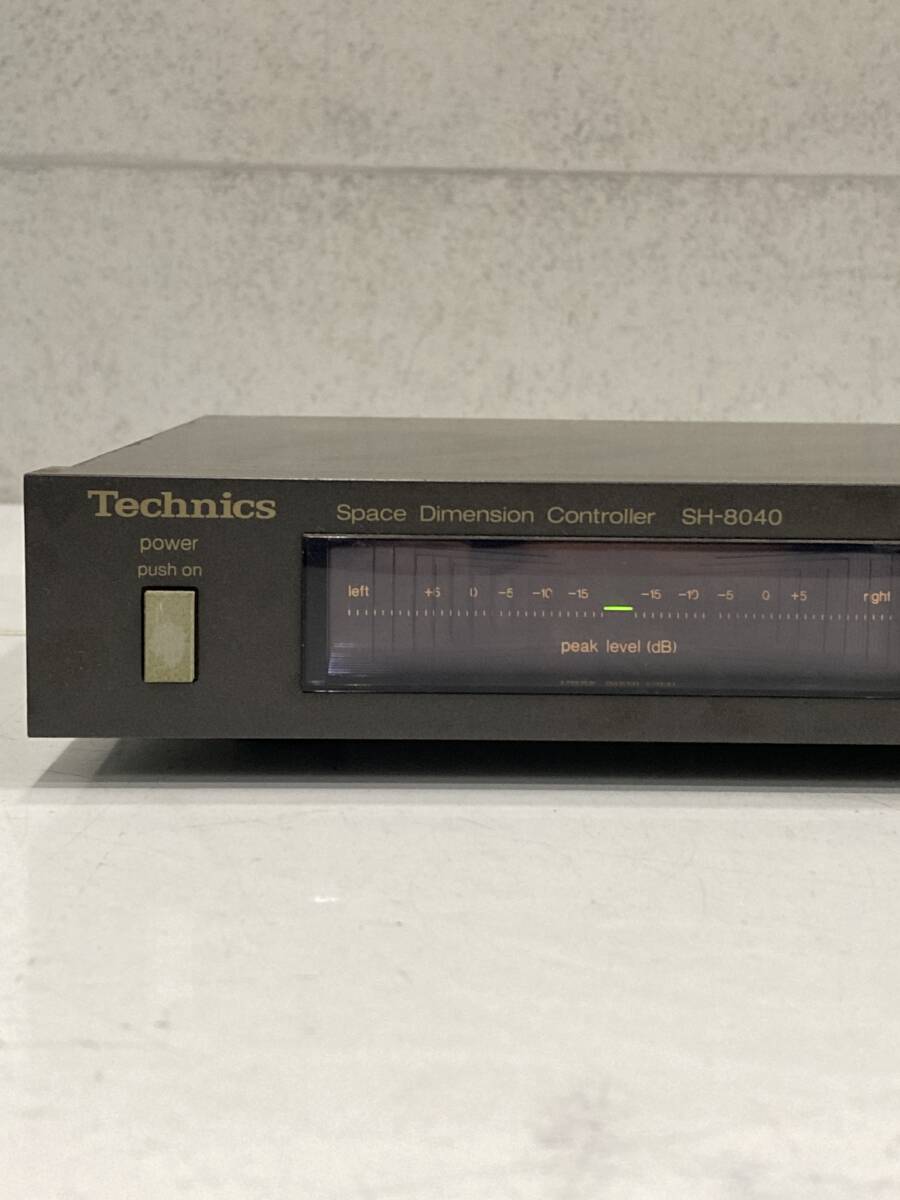 Technics
Space Dimension Controller SH-8040
power
push on
left +5 0 -5 -10 -15 -15 -10 -5 0 +5 right
peak level (dB)